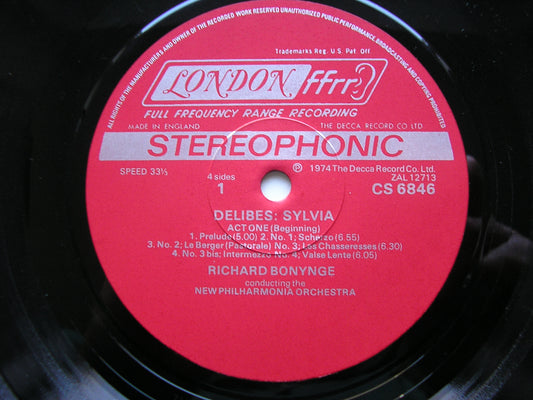 ALL RIGHTS OF THE MANUFACTURERS AND OF THE OWNER OF THE RECORDED WORK RESERVED UNAUTHORISED PUBLIC PERFORMANCE, BROADCASTING AND COPYING PROHIBITED
Trademarks Reg. U.S. Pat. Off
LONDON ffrr
FULL FREQUENCY RANGE RECORDING
MADE IN ENGLAND THE DECCA RECORD CO LTD
STEREOPHONIC
SPEED 33⅓ 4 sides ℗ 1974 The Decca Record Co. Ltd.
ZAL 12713
1 CS 6846
DELIBES: SYLVIA
ACT ONE (Beginning)
1. Prelude (5.00) 2. No. 1; Scherzo (6.55)
3. No. 2; Le Berger (Pastorale) No. 3; Les Chasseresses (6.30)
4. No. 3 bis; Intermezzo No. 4; Valse Lente (6.05)
RICHARD BONYNGE
conducting the
NEW PHILHARMONIA ORCHESTRA